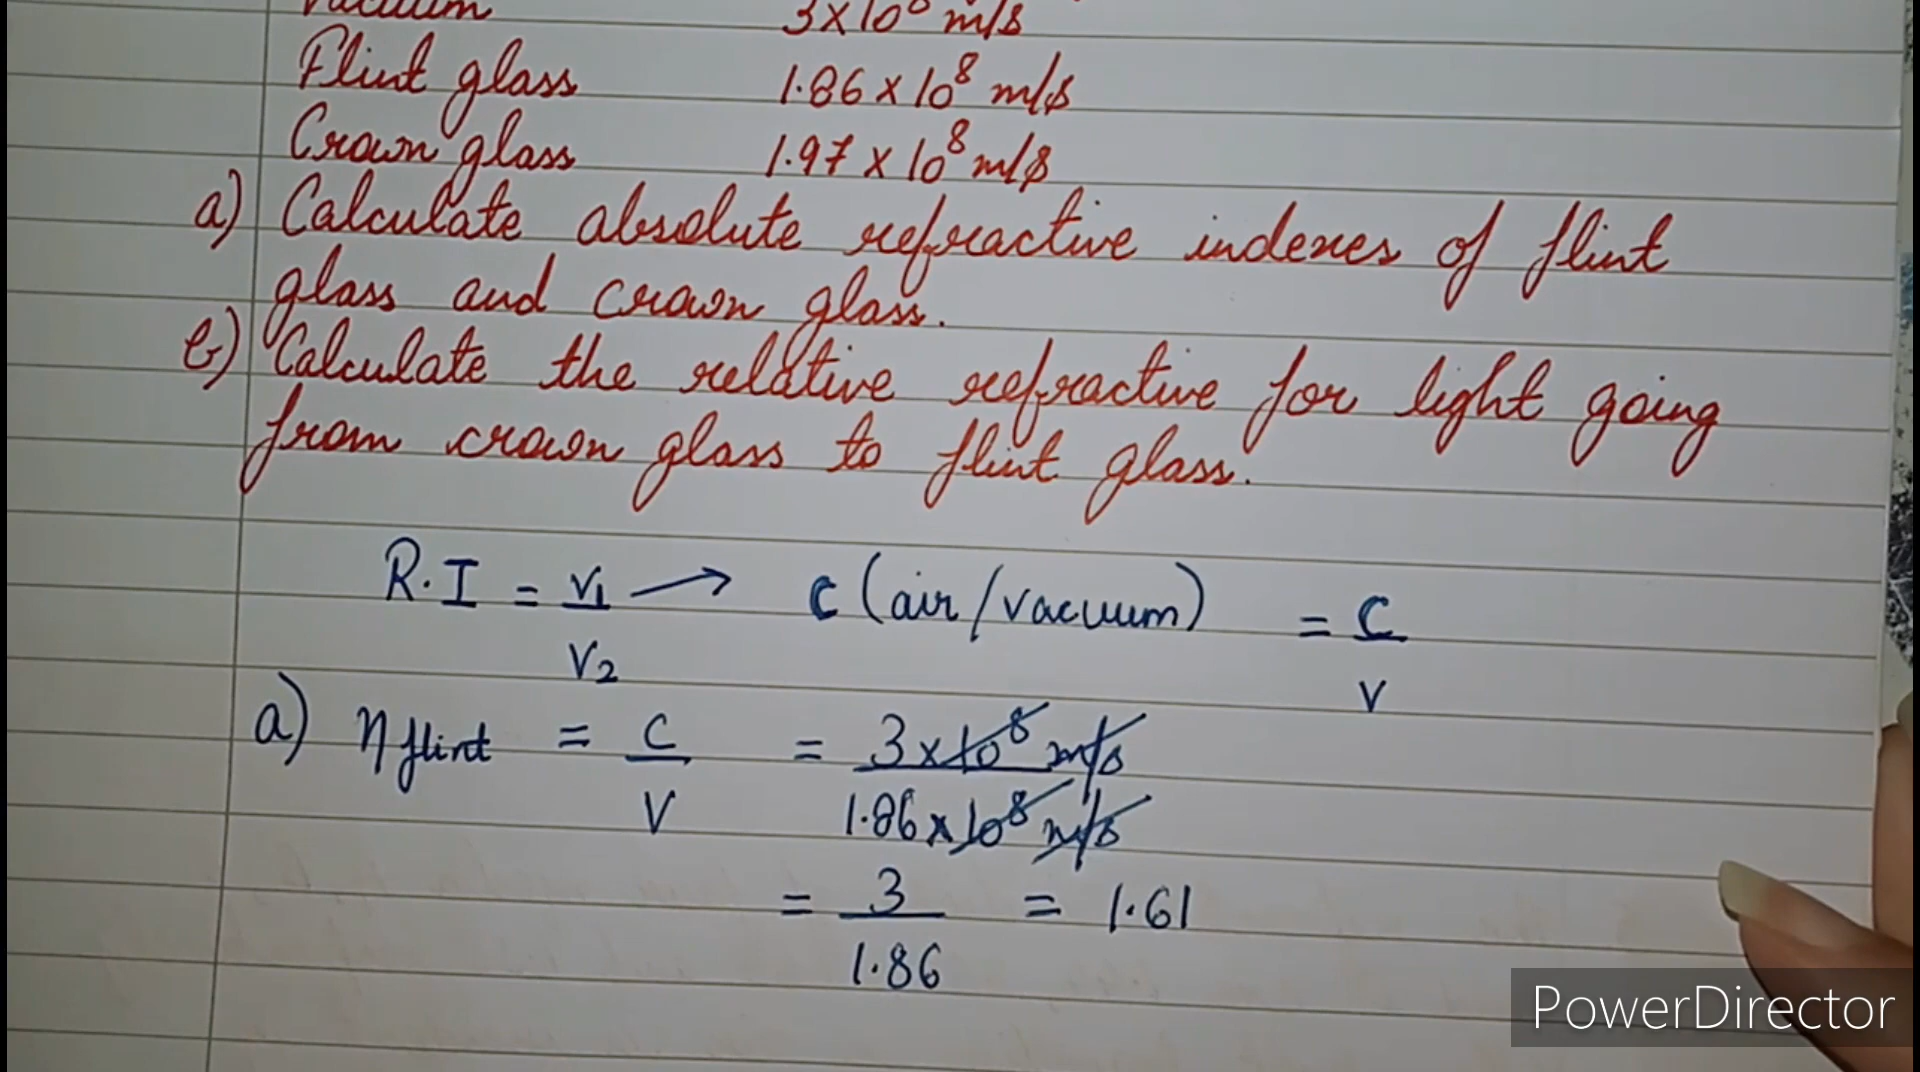 Vacuum 3×10⁸ m/s
Flint glass 1.86 × 10⁸ m/s
Crown glass 1.97 × 10⁸ m/s
a) Calculate absolute refractive indexes of flint
glass and crown glass.
b) Calculate the relative refractive for light going
from crown glass to flint glass.
R.I = V1/V2 → c (air/vacuum) = C/V
a) η flint = C/V = 3×10⁸ m/s / 1.86×10⁸ m/s
= 3/1.86 = 1.61
PowerDirector